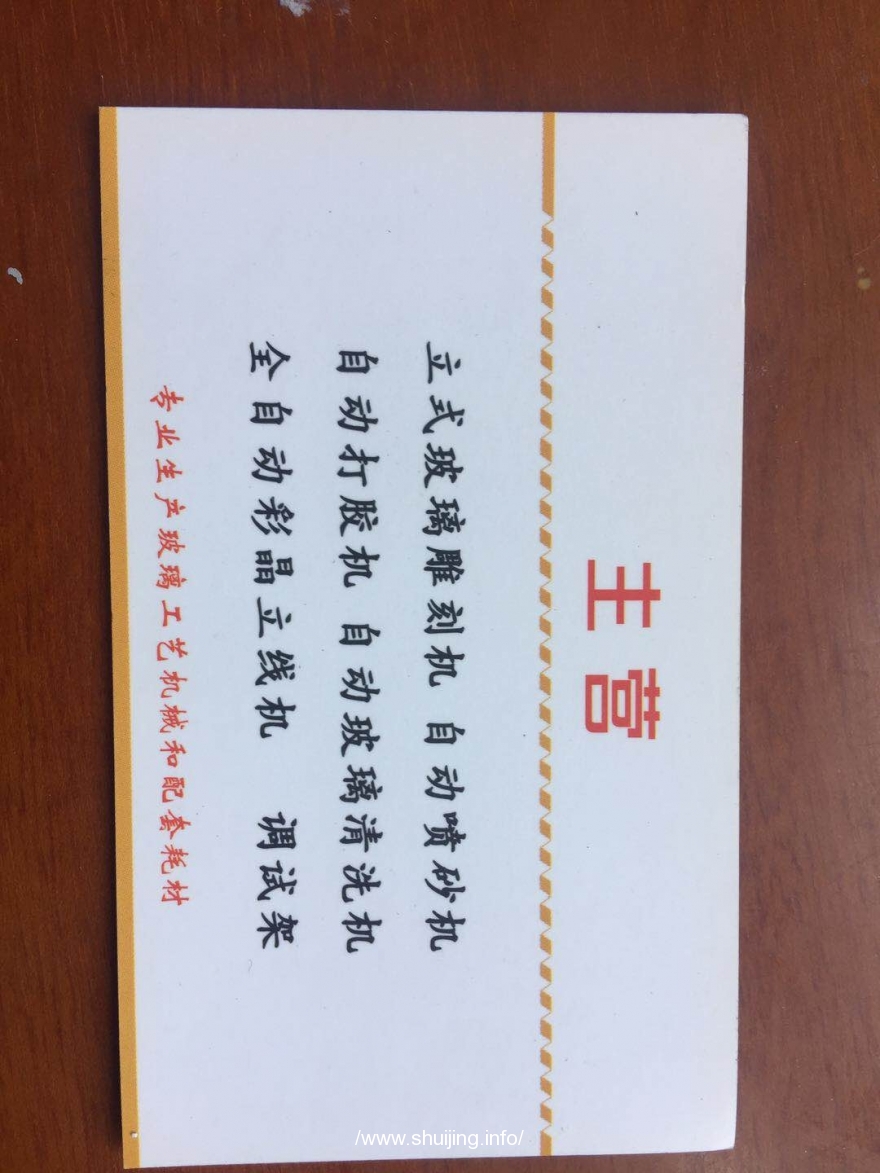 主营
立式玻璃雕刻机 自动喷砂机
自动打胶机 自动玻璃清洗机
全自动彩晶立线机 调试架
专业生产玻璃工艺机械和配套耗材
/www.shuijing.info/